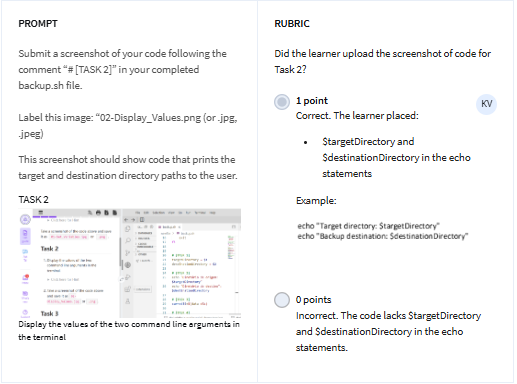 PROMPT
Submit a screenshot of your code following the
comment “# [TASK 2]” in your completed
backup.sh file.
Label this image: “02-Display_Values.png (or .jpg,
.jpeg)
This screenshot should show code that prints the
target and destination directory paths to the user.
TASK 2
Task 2
Task 3
Display the values of the two command line arguments in
the terminal
RUBRIC
Did the learner upload the screenshot of code for
Task 2?
1 point
KV
Correct. The learner placed:
• $targetDirectory and
$destinationDirectory in the echo
statements
Example:
echo "Target directory: $targetDirectory"
echo "Backup destination: $destinationDirectory"
0 points
Incorrect. The code lacks $targetDirectory
and $destinationDirectory in the echo
statements.